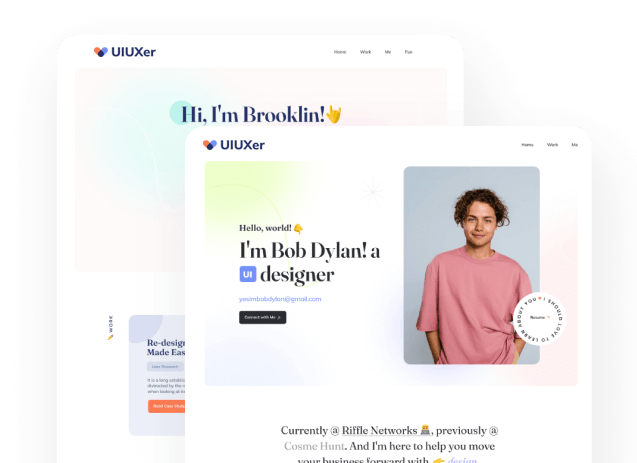 UIUXer
Home Work Me Fun
Hi, I'm Brooklin!
UIUXer
Home Work Me
Hello, world!
I'm Bob Dylan! a
UI designer
yesimbobdylan@gmail.com
Connect with Me
I SHOULD LOVE TO LEARN ABOUT YOU
Resume
WORK
Re-desig
Made Eas
User Research
It is a long establis
distracted by the r
when looking at it
Read Case Study
Currently @ Riffle Networks, previously @
Cosme Hunt. And I'm here to help you move
your business forward with design